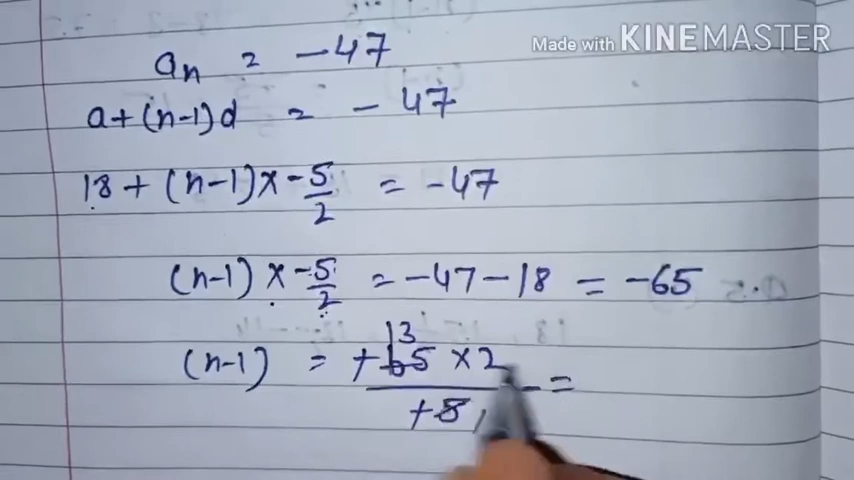 Made with KINEMASTER
aₙ = -47
a+(n-1)d = -47
18 + (n-1)x -5/2 = -47
(n-1) x -5/2 = -47-18 = -65
13
(n-1) = +65 x 2 / +5 =